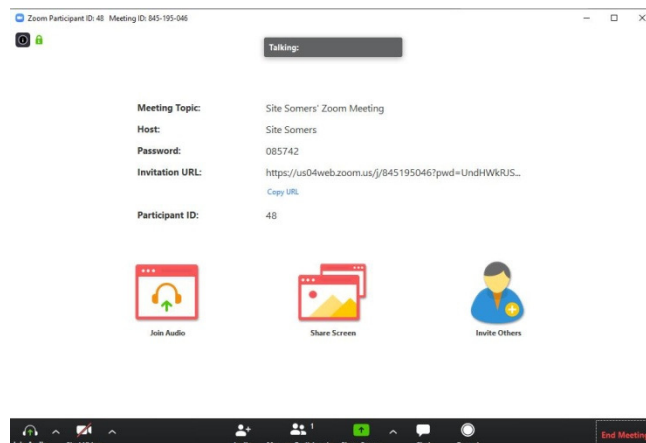 Zoom Participant ID: 48 Meeting ID: 845-195-046
Talking:
Meeting Topic: Site Somers' Zoom Meeting
Host: Site Somers
Password: 085742
Invitation URL: https://us04web.zoom.us/j/845195046?pwd=UndHWkRJS...
Copy URL
Participant ID: 48
Join Audio Share Screen Invite Others
1
End Meeting